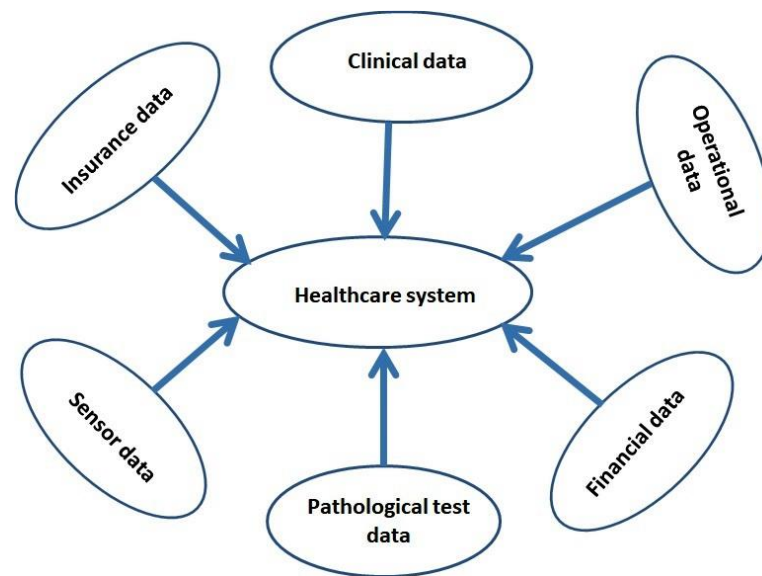 Clinical data
Insurance data
Operational
data
Healthcare system
Sensor data
Financial data
Pathological test
data